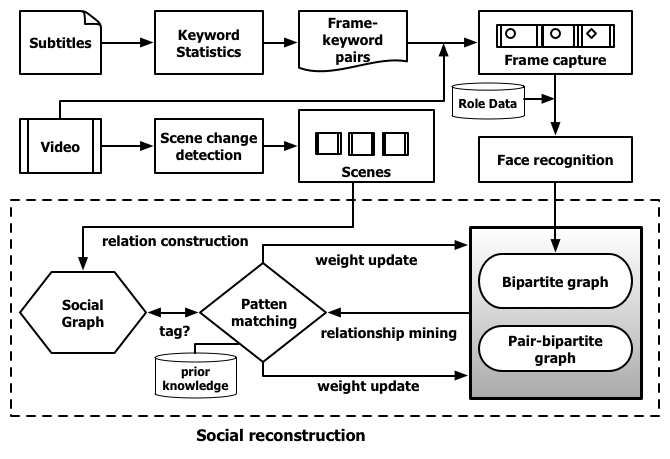 Subtitles
Keyword
Statistics
Frame-
keyword
pairs
Frame capture
Role Data
Video
Scene change
detection
Scenes
Face recognition
relation construction
weight update
Social
Graph
tag?
Patten
matching
relationship mining
Bipartite graph
Pair-bipartite
graph
prior
knowledge
weight update
Social reconstruction